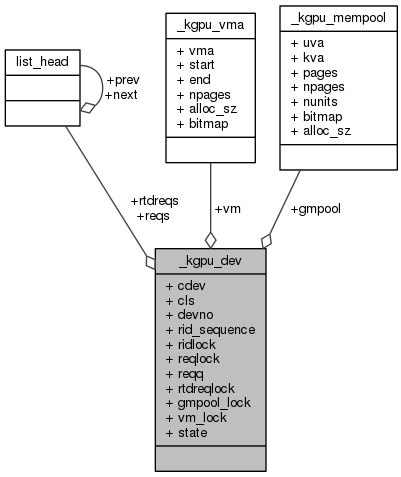 list_head
+prev
+next
_kgpu_vma
+ vma
+ start
+ end
+ npages
+ alloc_sz
+ bitmap
_kgpu_mempool
+ uva
+ kva
+ pages
+ npages
+ nunits
+ bitmap
+ alloc_sz
+rtdreqs
+reqs
+vm
+gmpool
_kgpu_dev
+ cdev
+ cls
+ devno
+ rid_sequence
+ ridlock
+ reqlock
+ reqq
+ rtdreqlock
+ gmpool_lock
+ vm_lock
+ state